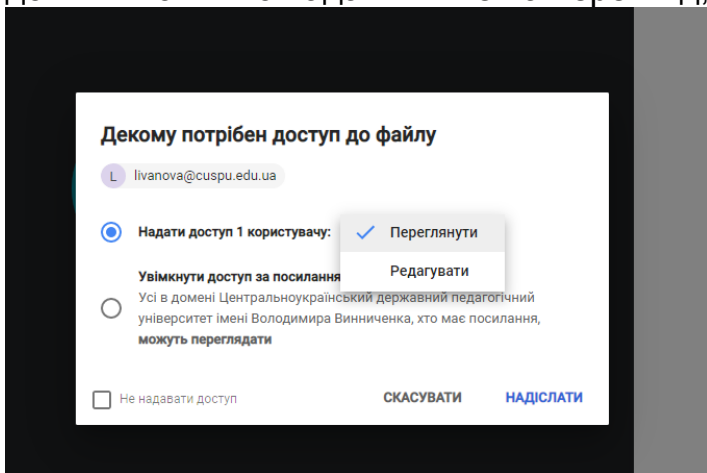 Декому потрібен доступ до файлу
L livanova@cuspu.edu.ua
Надати доступ 1 користувачу:
Переглянути
Редагувати
Увімкнути доступ за посилання
Усі в домені Центральноукраїнський державний педагогічний
університет імені Володимира Винниченка, хто має посилання,
можуть переглядати
Не надавати доступ СКАСУВАТИ НАДІСЛАТИ